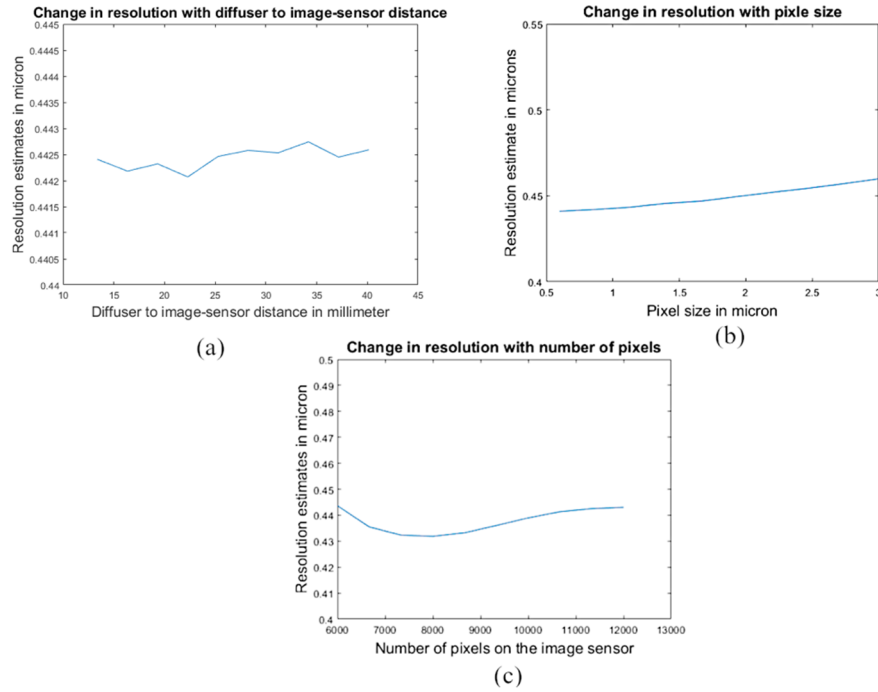 Change in resolution with diffuser to image-sensor distance
0.4445
0.445
0.444
0.4435
0.443
0.4425
0.442
0.4415
0.441
0.4405
0.44
Resolution estimates in micron
10 15 20 25 30 35 40 45
Diffuser to image-sensor distance in millimeter
(a)
Change in resolution with pixle size
0.55
0.5
0.45
0.4
Resolution estimate in microns
0.5 1 1.5 2 2.5 3
Pixel size in micron
(b)
Change in resolution with number of pixels
0.5
0.49
0.48
0.47
0.46
0.45
0.44
0.43
0.42
0.41
0.4
Resolution estimates in micron
6000 7000 8000 9000 10000 11000 12000 13000
Number of pixels on the image sensor
(c)